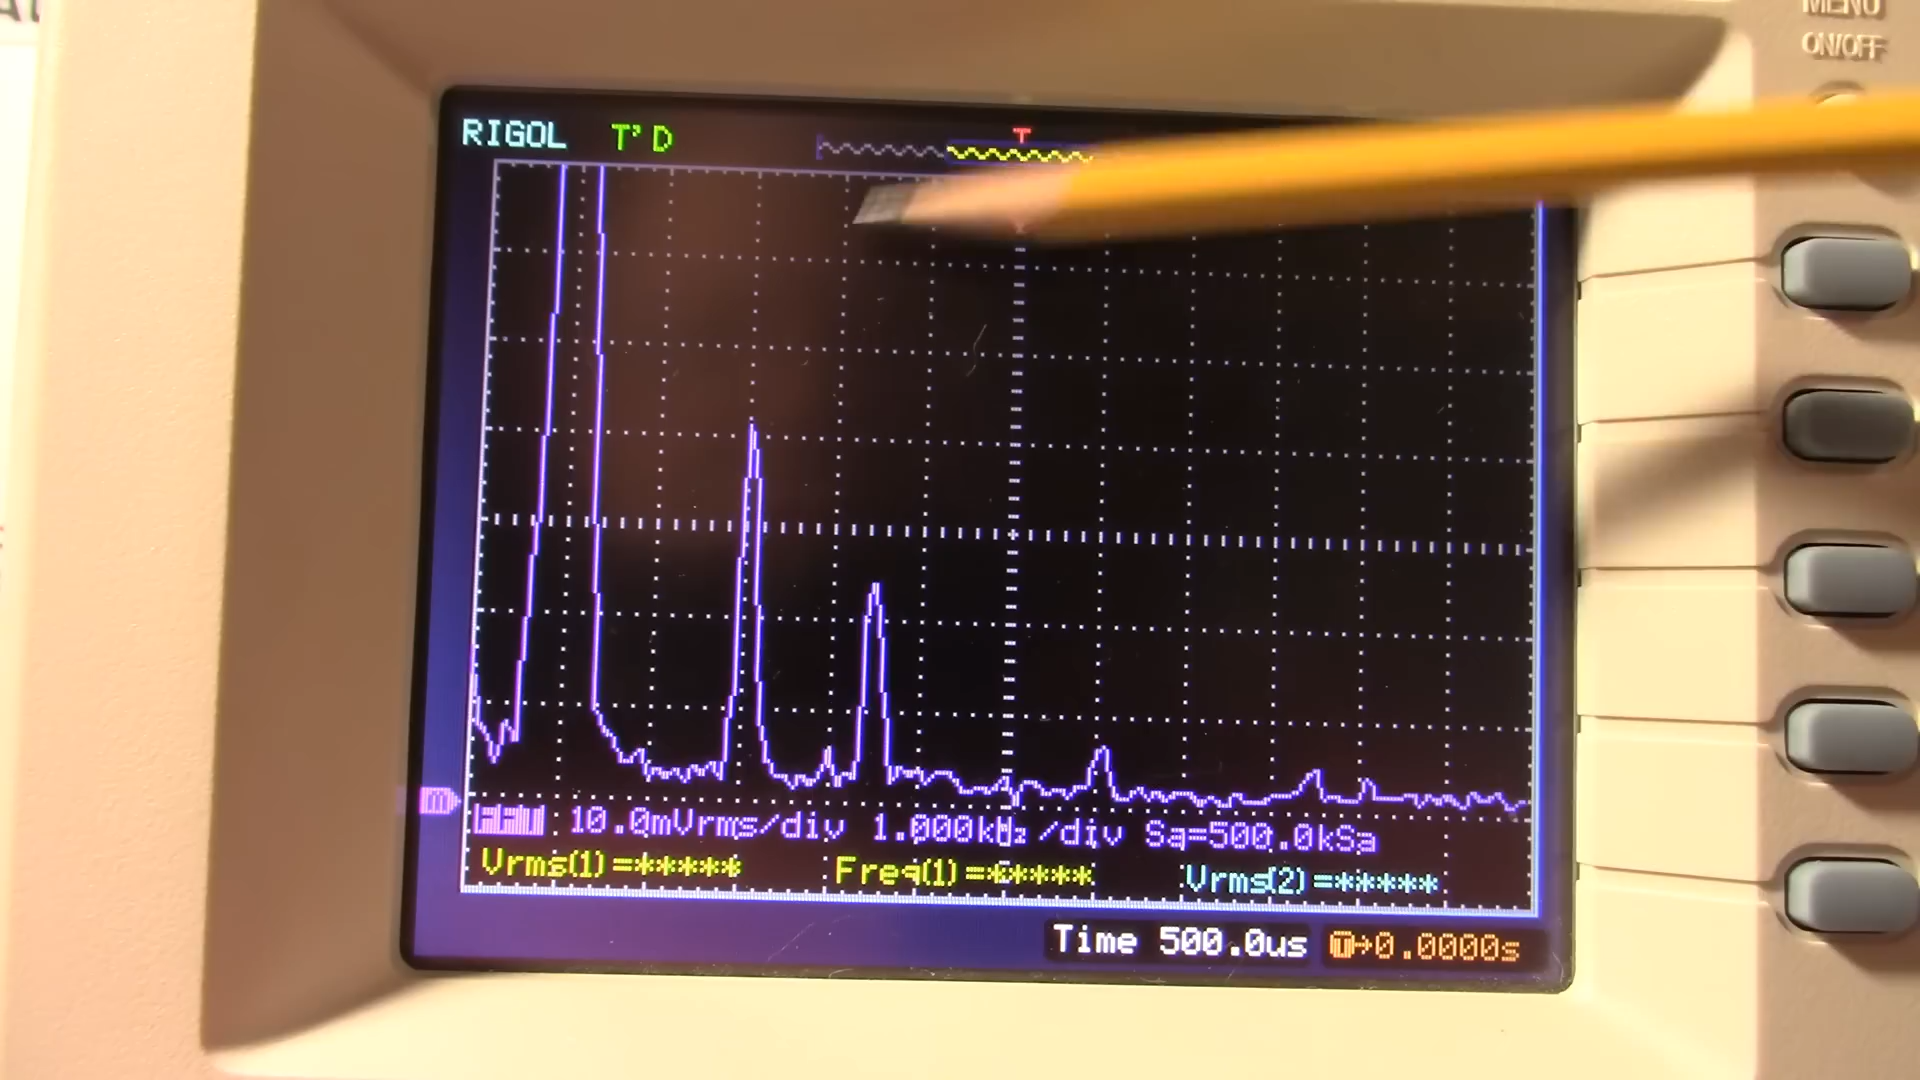 MENU
ON/OFF
RIGOL T'D
T
FFT 10.0mVrms/div 1.000kHz/div Sa=500.0kSa
Vrms(1)=***** Freq(1)=***** Vrms(2)=*****
Time 500.0us T→0.0000s